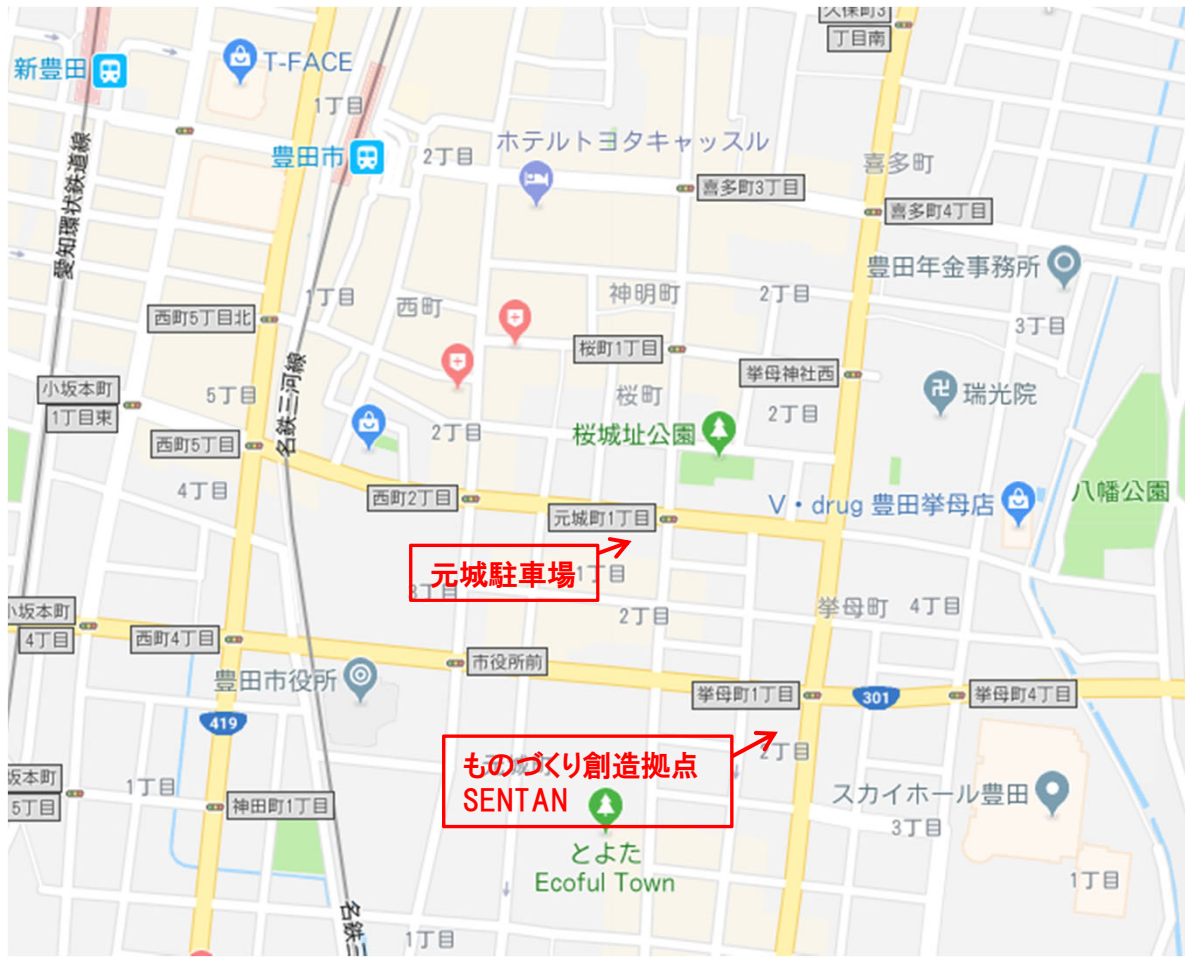 久保町3
丁目南
新豊田
T-FACE
1丁目
豊田市
2丁目
ホテルトヨタキャッスル
喜多町3丁目
喜多町
喜多町4丁目
愛知環状鉄道線
豊田年金事務所
1丁目
西町
神明町
2丁目
3丁目
西町5丁目北
桜町1丁目
挙母神社西
小坂本町
1丁目東
5丁目
名鉄三河線
桜町
2丁目
瑞光院
西町5丁目
2丁目
桜城址公園
4丁目
西町2丁目
元城町1丁目
V・drug 豊田挙母店
八幡公園
元城駐車場
1丁目
3丁目
2丁目
挙母町
4丁目
小坂本町
4丁目
西町4丁目
市役所前
豊田市役所
挙母町1丁目
301
挙母町4丁目
419
ものづくり創造拠点
SENTAN
元城町
2丁目
坂本町
5丁目
1丁目
神田町1丁目
スカイホール豊田
3丁目
とよた
Ecoful Town
1丁目
名鉄三
1丁目